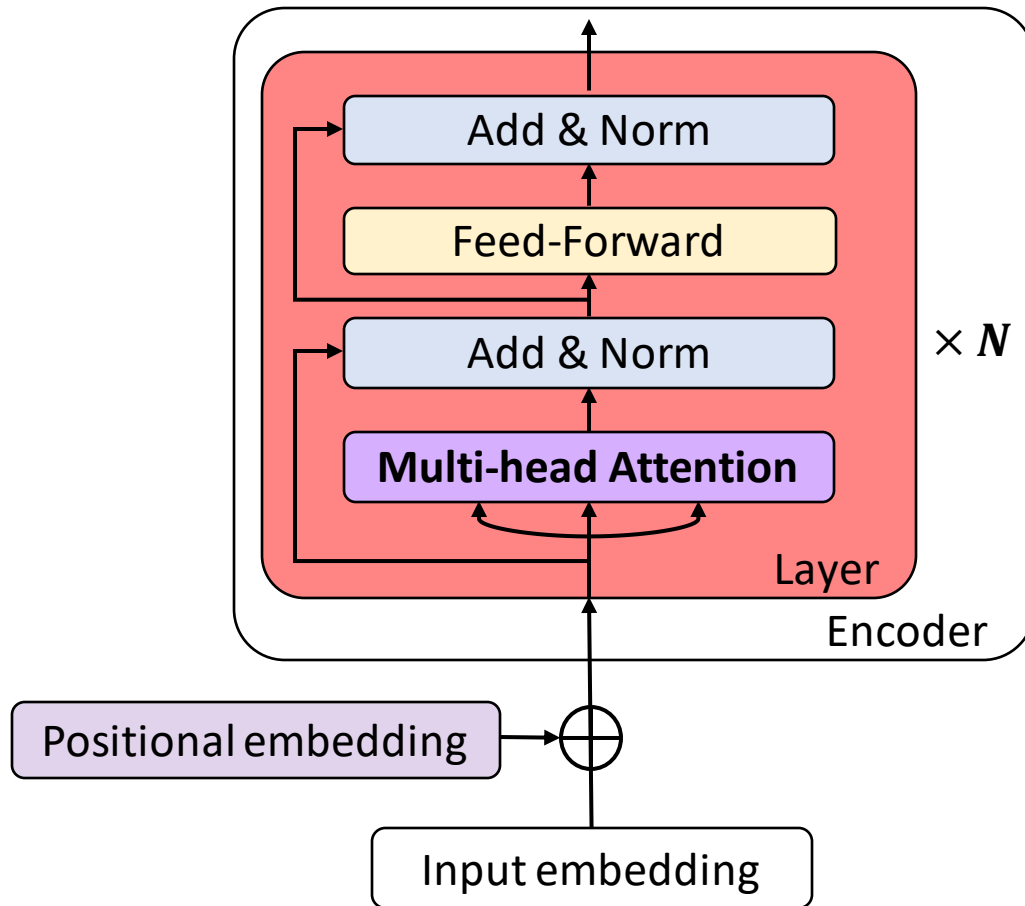 Add & Norm
Feed-Forward
Add & Norm
× N
Multi-head Attention
Layer
Encoder
Positional embedding
Input embedding